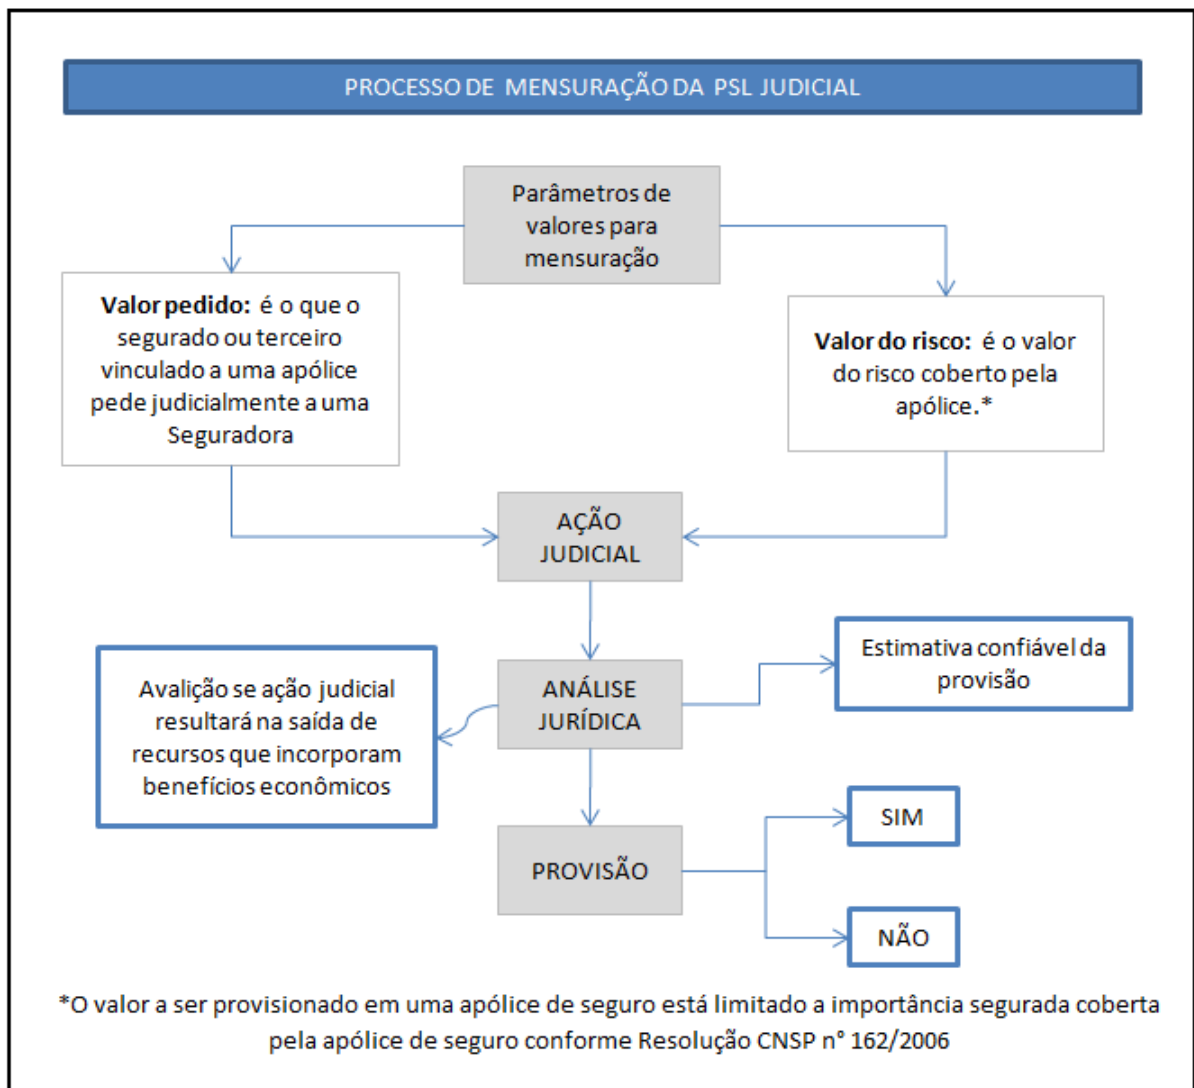 PROCESSO DE MENSURAÇÃO DA PSL JUDICIAL
Parâmetros de
valores para
mensuração
Valor pedido: é o que o
segurado ou terceiro
vinculado a uma apólice
pede judicialmente a uma
Seguradora
Valor do risco: é o valor
do risco coberto pela
apólice.*
AÇÃO
JUDICIAL
Estimativa confiável da
provisão
Avalição se ação judicial
resultará na saída de
recursos que incorporam
benefícios econômicos
ANÁLISE
JURÍDICA
SIM
PROVISÃO
NÃO
*O valor a ser provisionado em uma apólice de seguro está limitado a importância segurada coberta
pela apólice de seguro conforme Resolução CNSP n° 162/2006